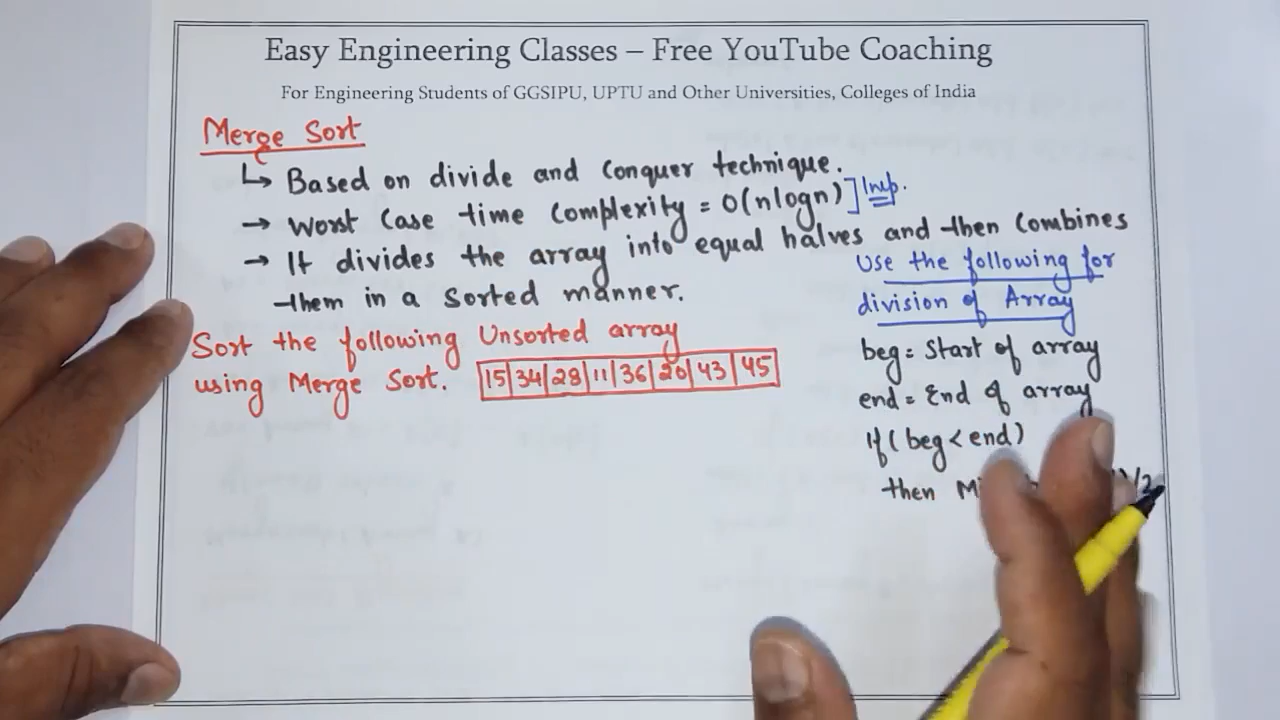 Easy Engineering Classes – Free YouTube Coaching
For Engineering Students of GGSIPU, UPTU and Other Universities, Colleges of India
Merge Sort
↳ Based on divide and Conquer technique.
→ Worst Case time Complexity = O(nlogn) ] Imp.
→ It divides the array into equal halves and then Combines
them in a sorted manner.
Sort the following Unsorted array
using Merge Sort. 15 34 28 11 36 20 43 45
Use the following for
division of Array
beg = Start of array
end = End of array
If (beg < end)
then